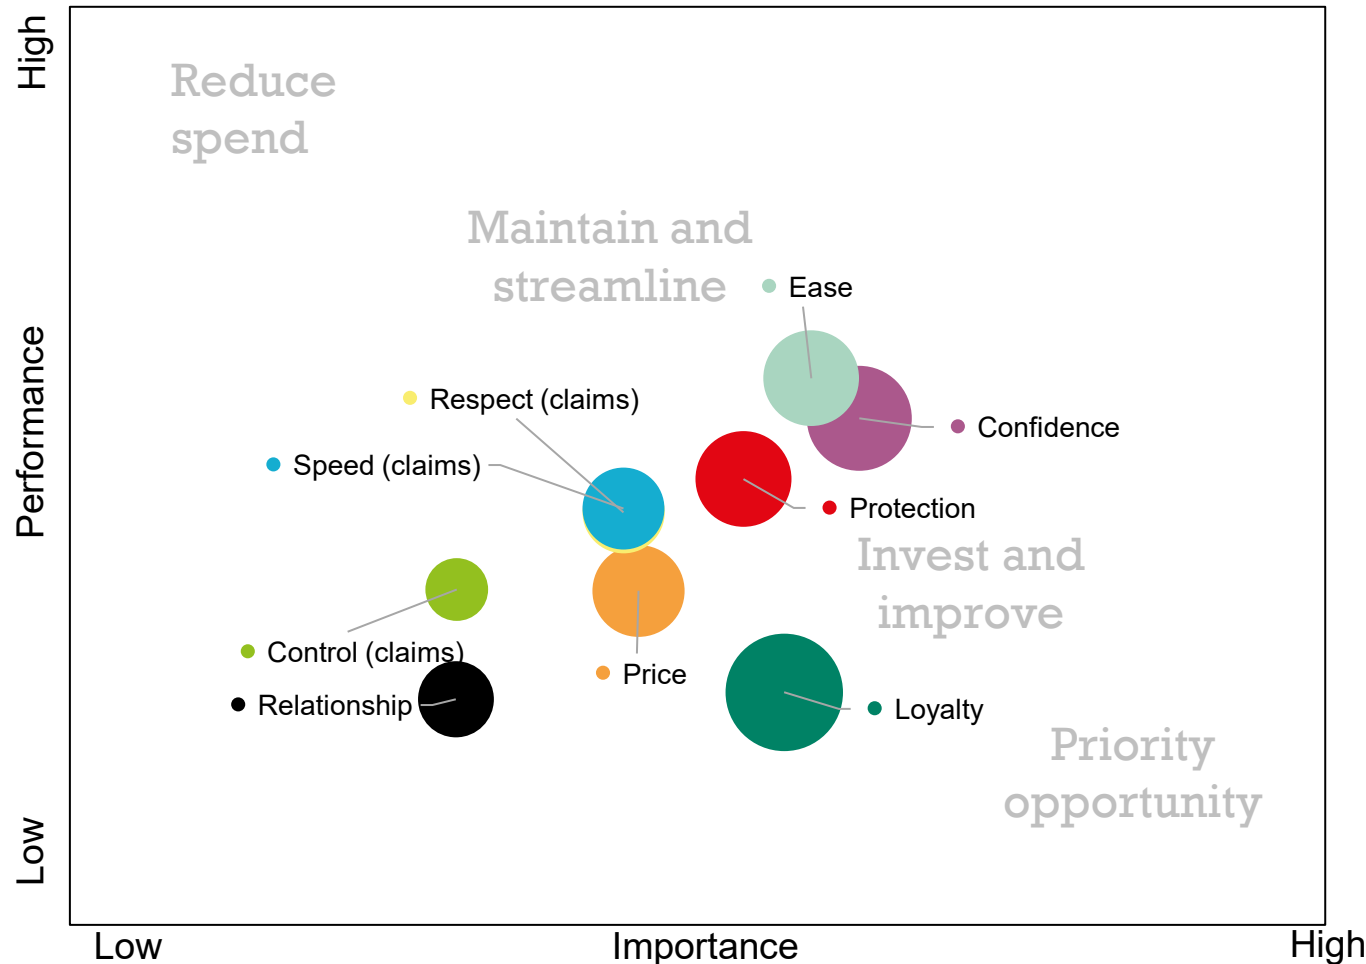 High
Reduce
spend
Maintain and
streamline
Ease
Respect (claims)
Confidence
Speed (claims)
Performance
Protection
Invest and
improve
Control (claims)
Price
Relationship
Loyalty
Priority
opportunity
Low
Low
Importance
High